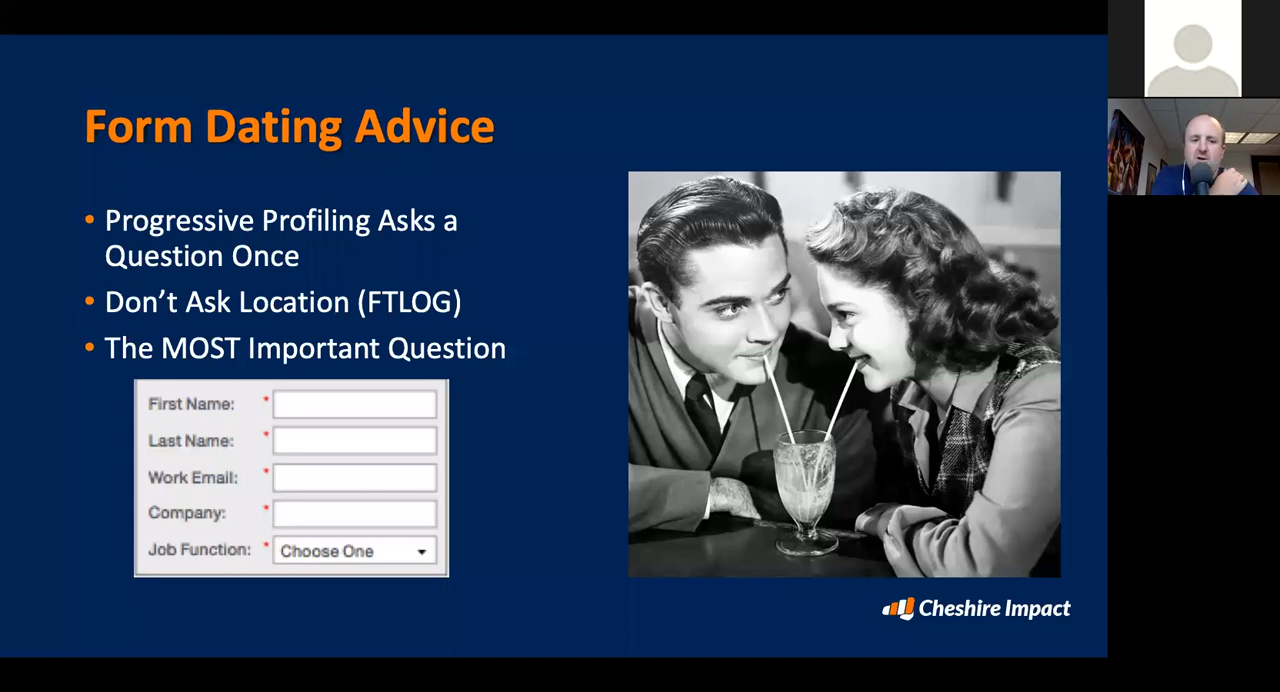 Form Dating Advice
• Progressive Profiling Asks a
Question Once
• Don’t Ask Location (FTLOG)
• The MOST Important Question
First Name: *
Last Name: *
Work Email: *
Company: *
Job Function: * Choose One
Cheshire Impact